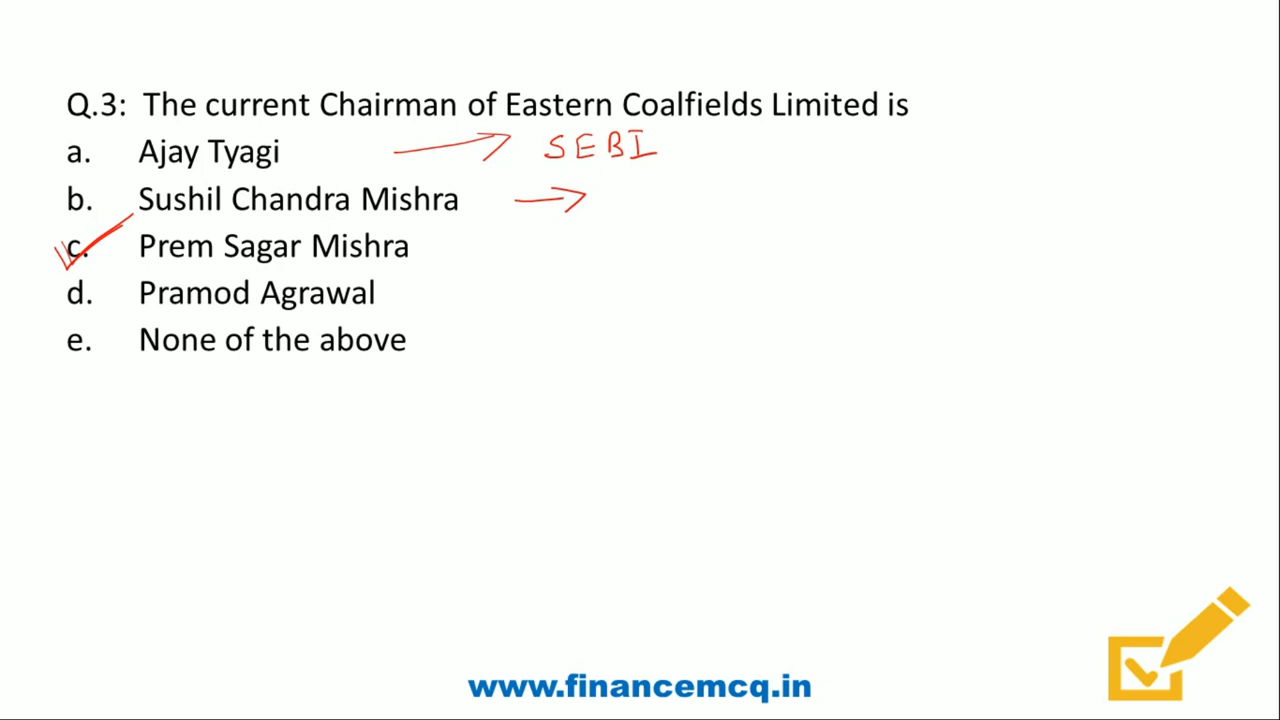 Q.3: The current Chairman of Eastern Coalfields Limited is
a. Ajay Tyagi SEBI
b. Sushil Chandra Mishra
c. Prem Sagar Mishra
d. Pramod Agrawal
e. None of the above
www.financemcq.in